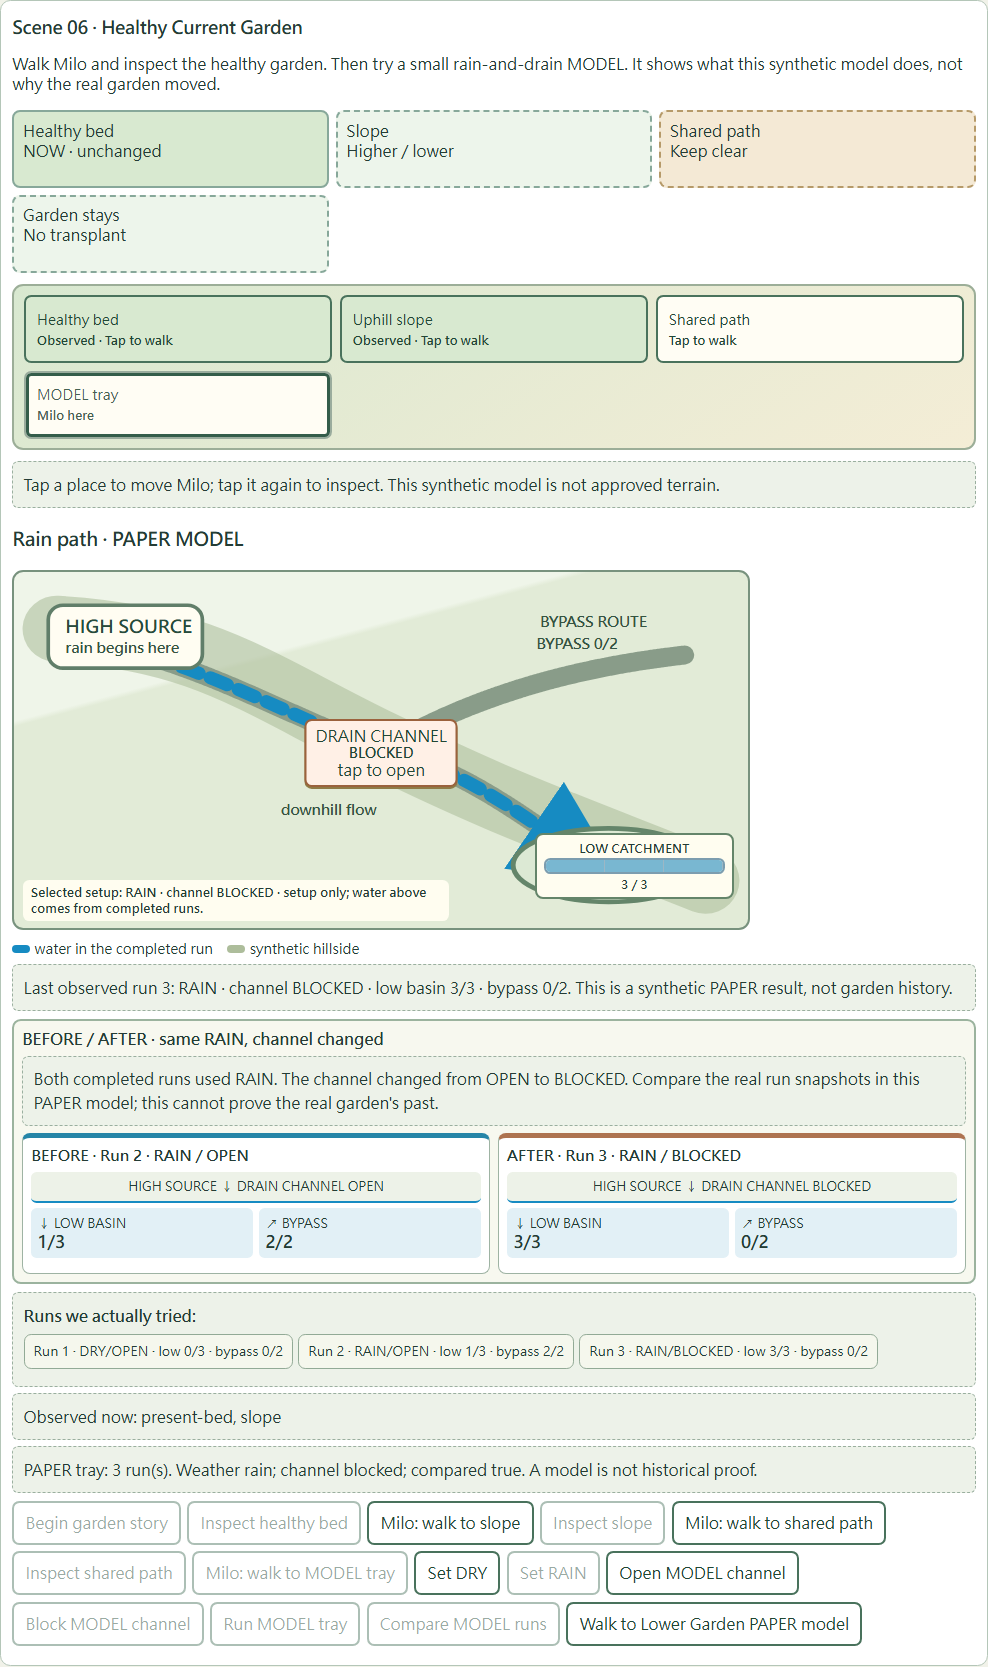 Scene 06 · Healthy Current Garden
Walk Milo and inspect the healthy garden. Then try a small rain-and-drain MODEL. It shows what this synthetic model does, not
why the real garden moved.
Healthy bed
NOW · unchanged
Slope
Higher / lower
Shared path
Keep clear
Garden stays
No transplant
Healthy bed
Observed · Tap to walk
Uphill slope
Observed · Tap to walk
Shared path
Tap to walk
MODEL tray
Milo here
Tap a place to move Milo; tap it again to inspect. This synthetic model is not approved terrain.
Rain path · PAPER MODEL
HIGH SOURCE
rain begins here
BYPASS ROUTE
BYPASS 0/2
DRAIN CHANNEL
BLOCKED
tap to open
downhill flow
LOW CATCHMENT
3 / 3
Selected setup: RAIN · channel BLOCKED · setup only; water above
comes from completed runs.
water in the completed run
synthetic hillside
Last observed run 3: RAIN · channel BLOCKED · low basin 3/3 · bypass 0/2. This is a synthetic PAPER result, not garden history.
BEFORE / AFTER · same RAIN, channel changed
Both completed runs used RAIN. The channel changed from OPEN to BLOCKED. Compare the real run snapshots in this
PAPER model; this cannot prove the real garden's past.
BEFORE · Run 2 · RAIN / OPEN
HIGH SOURCE ↓ DRAIN CHANNEL OPEN
↓ LOW BASIN
1/3
↗ BYPASS
2/2
AFTER · Run 3 · RAIN / BLOCKED
HIGH SOURCE ↓ DRAIN CHANNEL BLOCKED
↓ LOW BASIN
3/3
↗ BYPASS
0/2
Runs we actually tried:
Run 1 · DRY/OPEN · low 0/3 · bypass 0/2
Run 2 · RAIN/OPEN · low 1/3 · bypass 2/2
Run 3 · RAIN/BLOCKED · low 3/3 · bypass 0/2
Observed now: present-bed, slope
PAPER tray: 3 run(s). Weather rain; channel blocked; compared true. A model is not historical proof.
Begin garden story
Inspect healthy bed
Milo: walk to slope
Inspect slope
Milo: walk to shared path
Inspect shared path
Milo: walk to MODEL tray
Set DRY
Set RAIN
Open MODEL channel
Block MODEL channel
Run MODEL tray
Compare MODEL runs
Walk to Lower Garden PAPER model